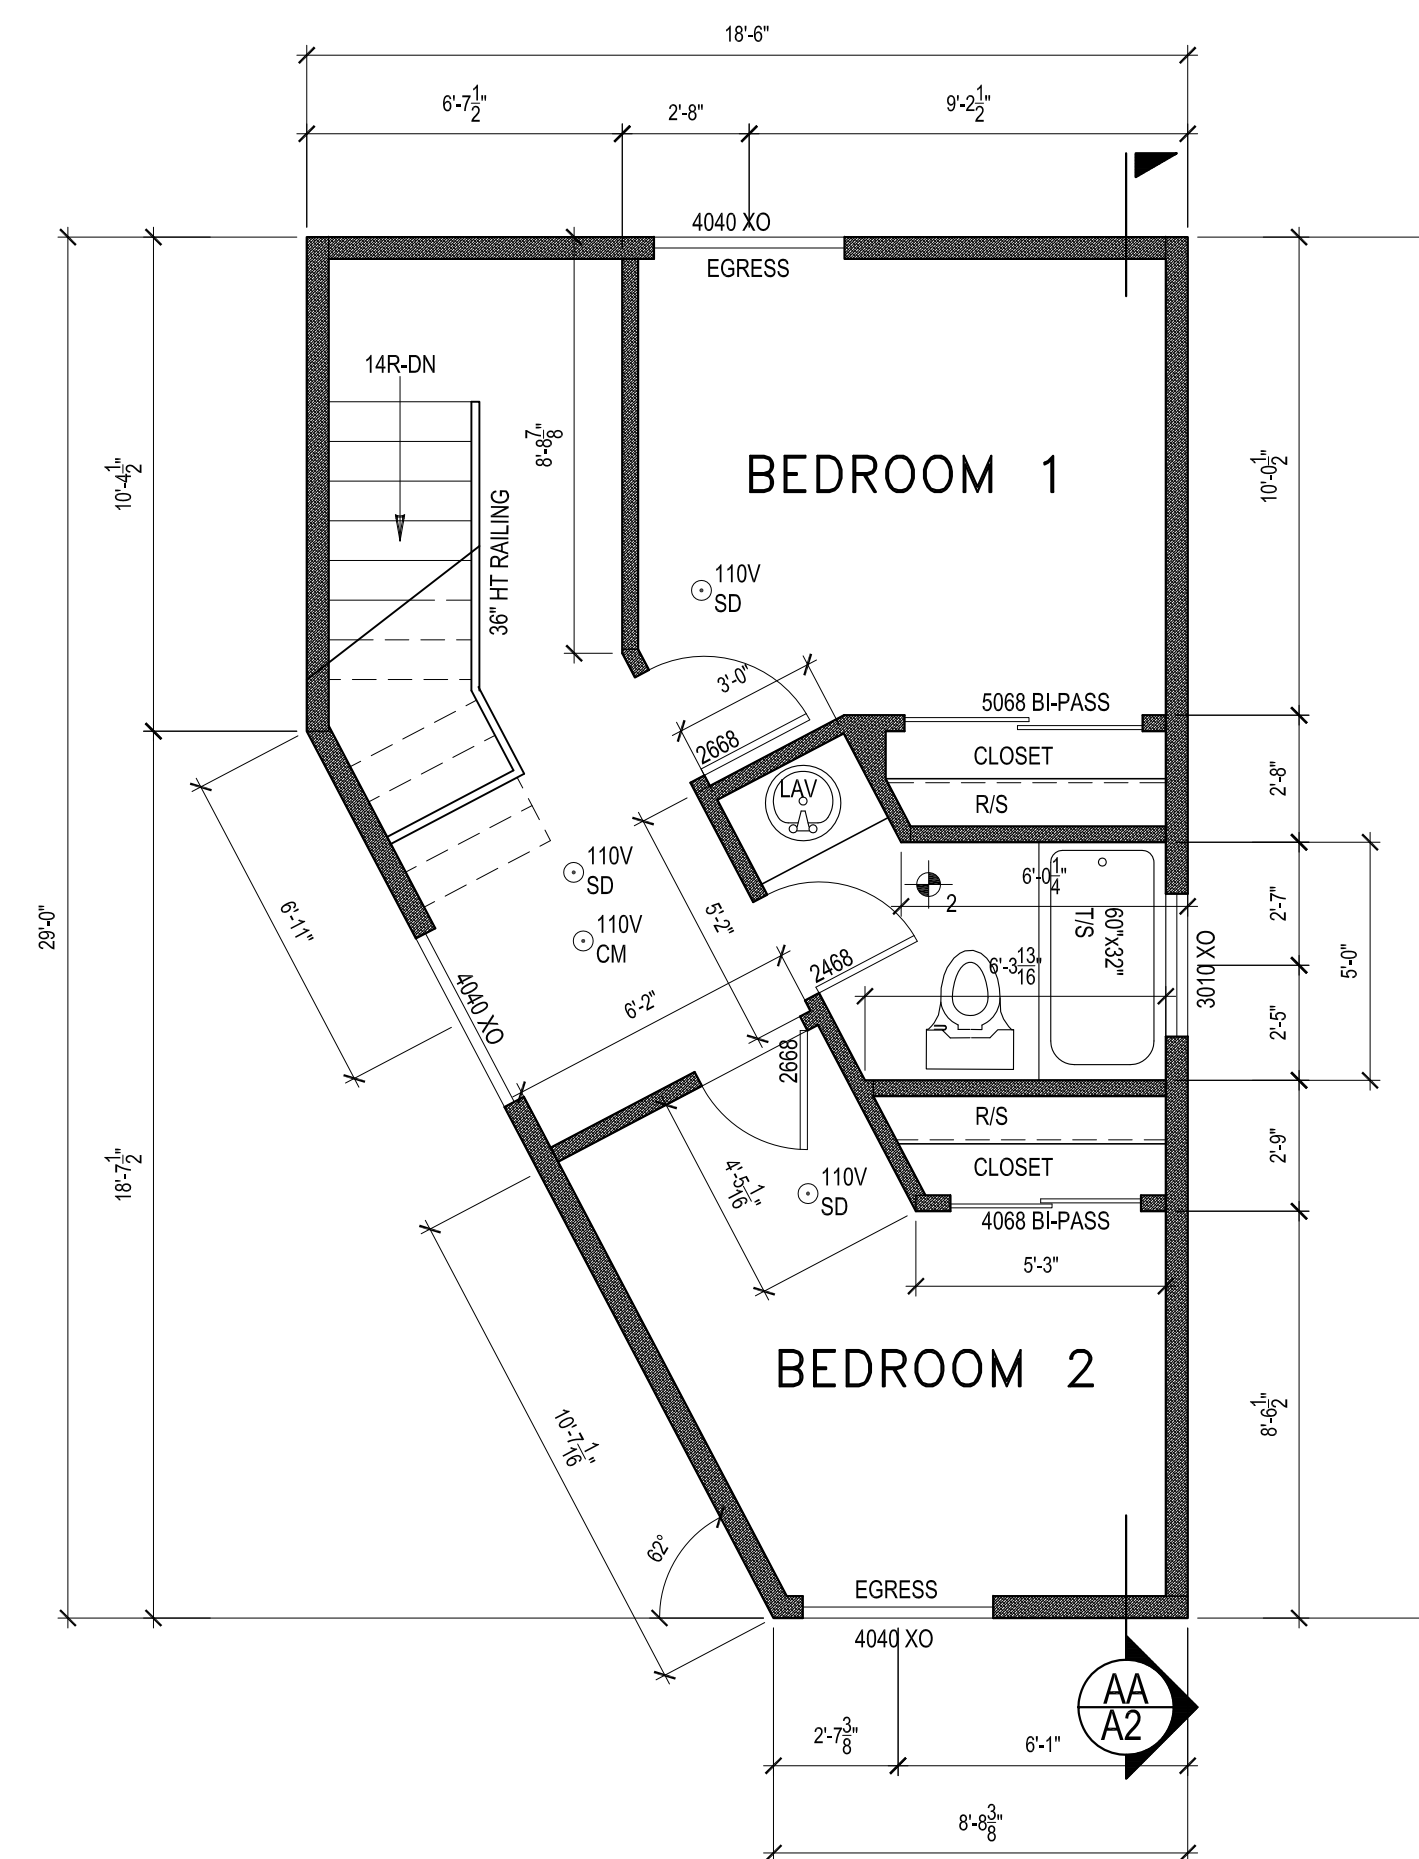 18'-6"
6'-7 1/2"
2'-8"
9'-2 1/2"
4040 XO
EGRESS
14R-DN
36" HT RAILING
8'-8 7/8"
BEDROOM 1
10'-4 1/2"
10'-0 1/2"
110V
SD
3'-0"
2668
5068 BI-PASS
CLOSET
R/S
2'-8"
LAV
29'-0"
6'-11"
110V
SD
110V
CM
5'-2"
6'-0 1/4"
2
60"x32"
T/S
2'-7"
5'-0"
4040 XO
6'-2"
2468
6'-3 13/16"
3010 XO
2'-5"
2668
18'-7 1/2"
R/S
CLOSET
2'-9"
4'-5 1/16"
110V
SD
4068 BI-PASS
5'-3"
BEDROOM 2
8'-6 1/2"
10'-7 1/16"
62°
EGRESS
4040 XO
AA
A2
2'-7 3/8"
6'-1"
8'-8 3/8"